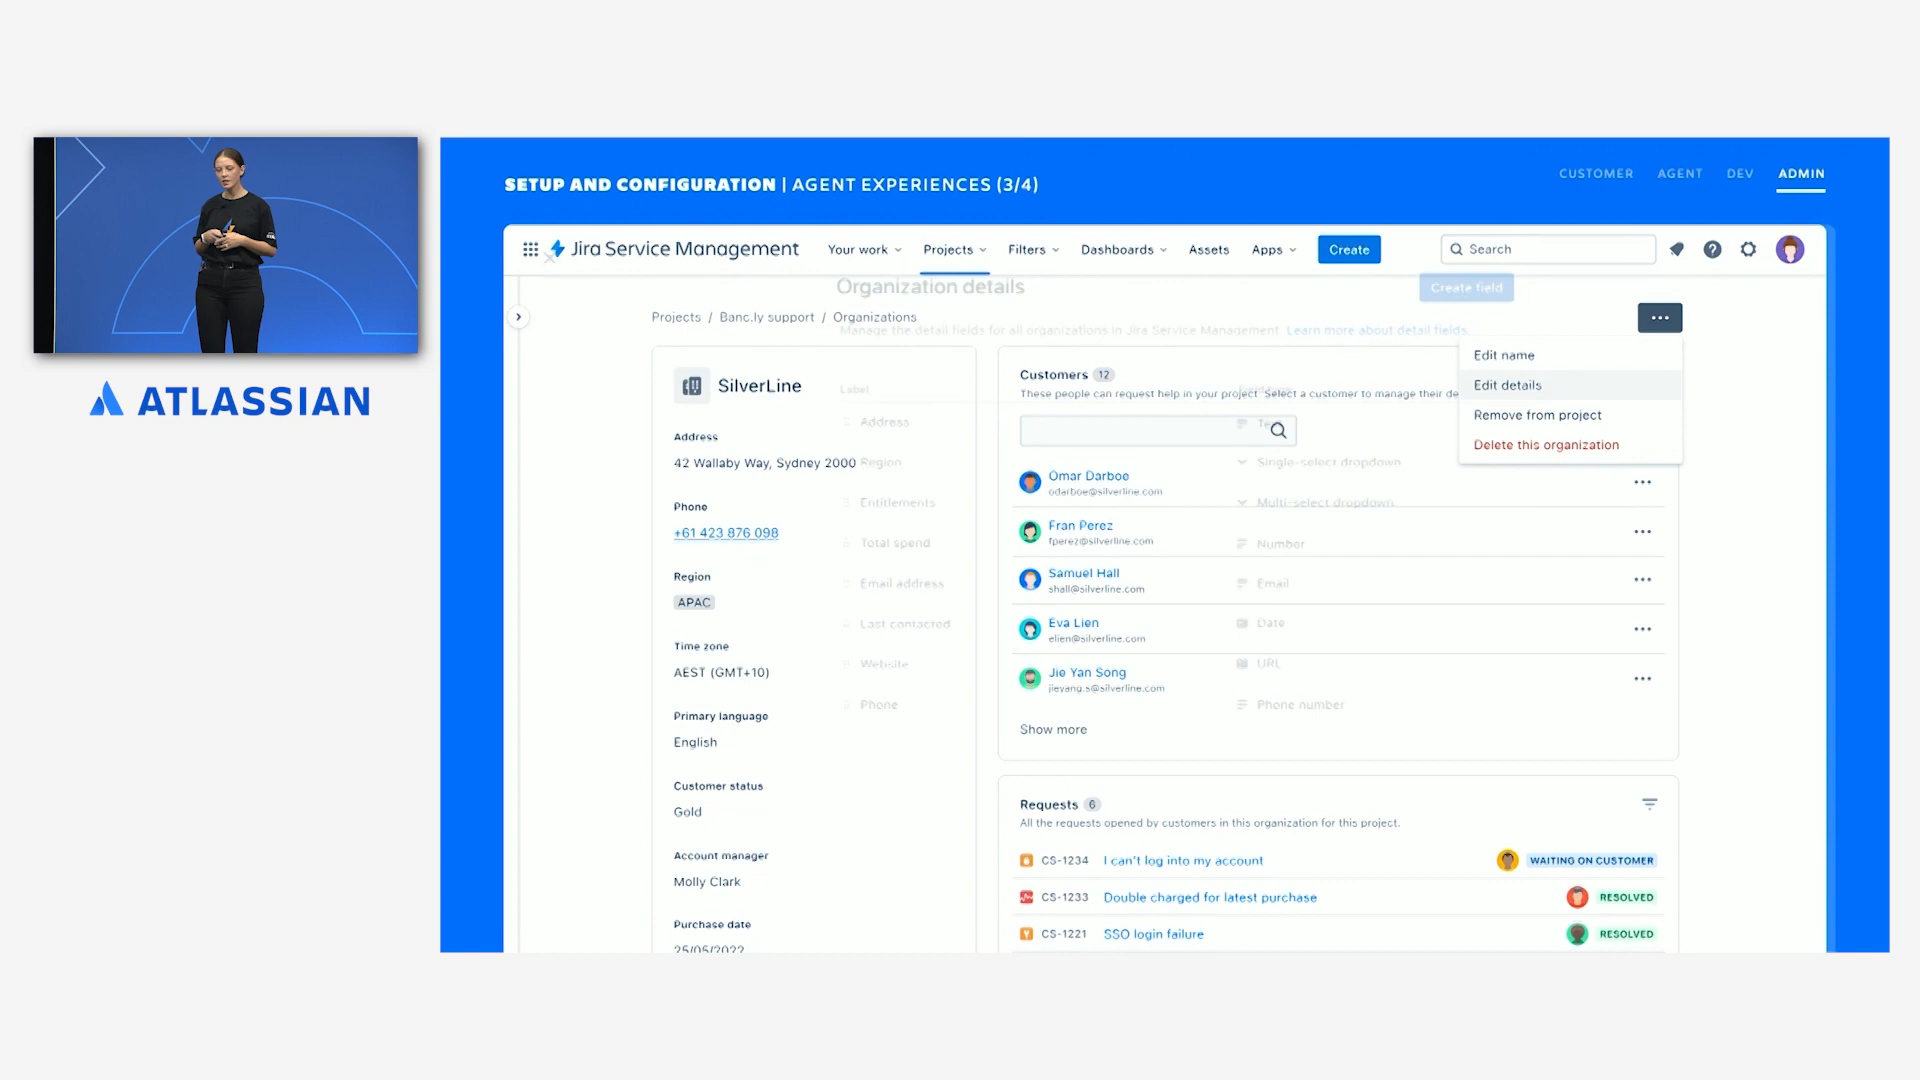 ATLASSIAN
SETUP AND CONFIGURATION | AGENT EXPERIENCES (3/4)
CUSTOMER AGENT DEV ADMIN
Jira Service Management Your work Projects Filters Dashboards Assets Apps Create Search
Organization details Create field
Projects / Banc.ly support / Organizations
Manage the detail fields for all organizations in Jira Service Management. Learn more about detail fields.
Edit name
Edit details
Remove from project
Delete this organization
SilverLine
Address
42 Wallaby Way, Sydney 2000
Phone
+61 423 876 098
Region
APAC
Time zone
AEST (GMT+10)
Primary language
English
Customer status
Gold
Account manager
Molly Clark
Purchase date
25/05/2022
Label
Address
Region
Entitlements
Total spend
Email address
Last contacted
Website
Phone
Customers 12
These people can request help in your project. Select a customer to manage their de
Omar Darboe
odarboe@silverline.com
Fran Perez
fperez@silverline.com
Samuel Hall
shall@silverline.com
Eva Lien
elien@silverline.com
Jie Yan Song
jieyang.s@silverline.com
Show more
Single-select dropdown
Multi-select dropdown
Number
Email
Date
URL
Phone number
Requests 6
All the requests opened by customers in this organization for this project.
CS-1234 I can't log into my account WAITING ON CUSTOMER
CS-1233 Double charged for latest purchase RESOLVED
CS-1221 SSO login failure RESOLVED